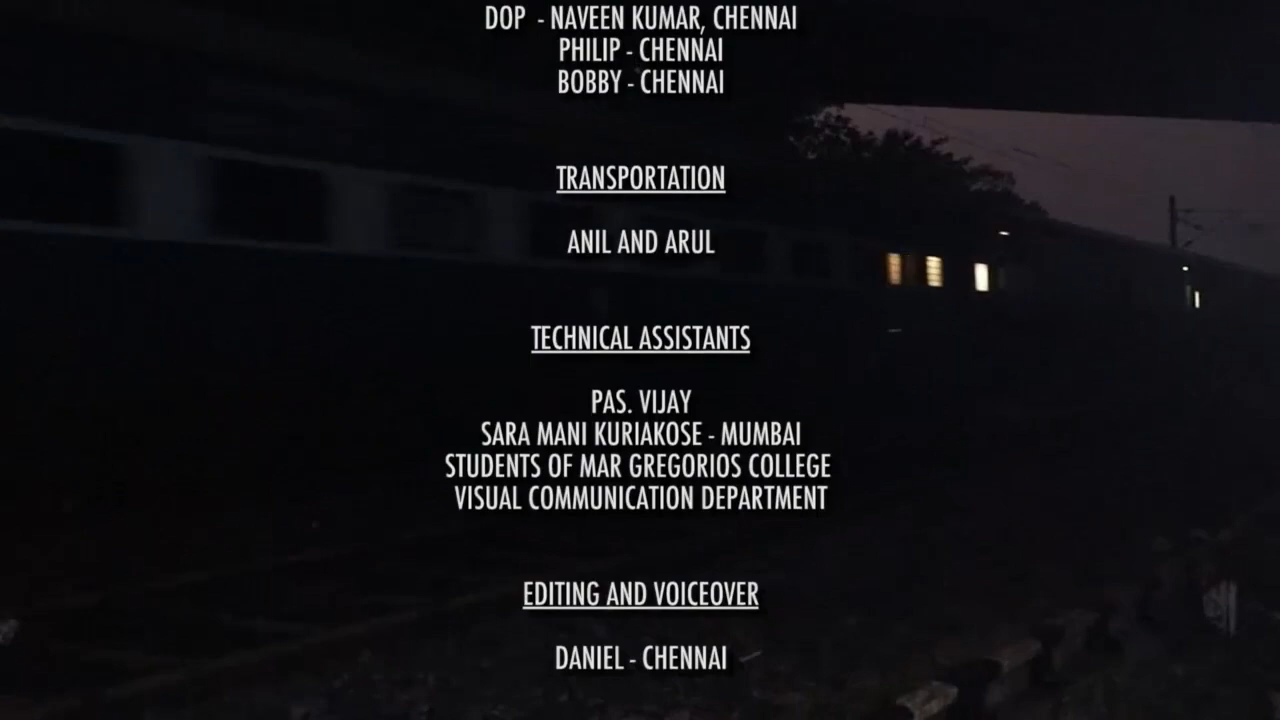 DOP - NAVEEN KUMAR, CHENNAI
PHILIP - CHENNAI
BOBBY - CHENNAI
TRANSPORTATION
ANIL AND ARUL
TECHNICAL ASSISTANTS
PAS. VIJAY
SARA MANI KURIAKOSE - MUMBAI
STUDENTS OF MAR GREGORIOS COLLEGE
VISUAL COMMUNICATION DEPARTMENT
EDITING AND VOICEOVER
DANIEL - CHENNAI